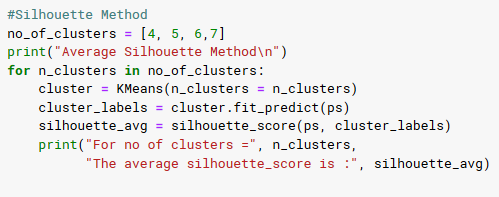 #Silhouette Method
no_of_clusters = [4, 5, 6,7]
print("Average Silhouette Method\n")
for n_clusters in no_of_clusters:
    cluster = KMeans(n_clusters = n_clusters)
    cluster_labels = cluster.fit_predict(ps)
    silhouette_avg = silhouette_score(ps, cluster_labels)
    print("For no of clusters =", n_clusters,
          "The average silhouette_score is :", silhouette_avg)